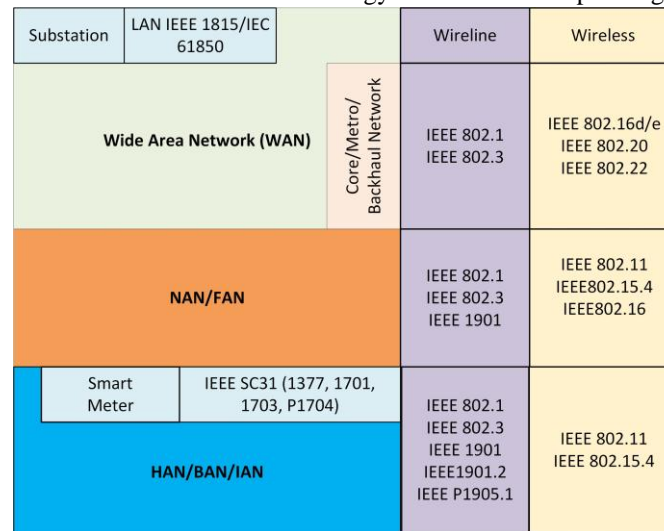 Substation
LAN IEEE 1815/IEC
61850
Wireline
Wireless
Wide Area Network (WAN)
Core/Metro/
Backhaul Network
IEEE 802.1
IEEE 802.3
IEEE 802.16d/e
IEEE 802.20
IEEE 802.22
NAN/FAN
IEEE 802.1
IEEE 802.3
IEEE 1901
IEEE 802.11
IEEE802.15.4
IEEE802.16
Smart
Meter
IEEE SC31 (1377, 1701,
1703, P1704)
HAN/BAN/IAN
IEEE 802.1
IEEE 802.3
IEEE 1901
IEEE1901.2
IEEE P1905.1
IEEE 802.11
IEEE 802.15.4